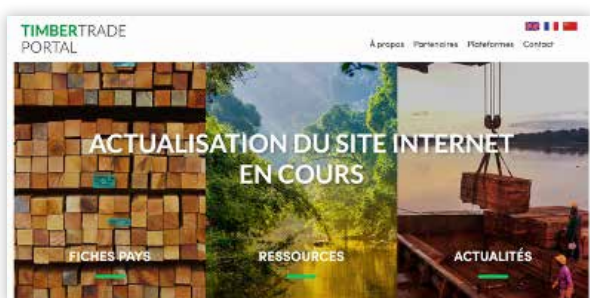 TIMBERTRADE
PORTAL
À propos Partenaires Plateformes Contact
ACTUALISATION DU SITE INTERNET
EN COURS
FICHES PAYS
RESSOURCES
ACTUALITÉS